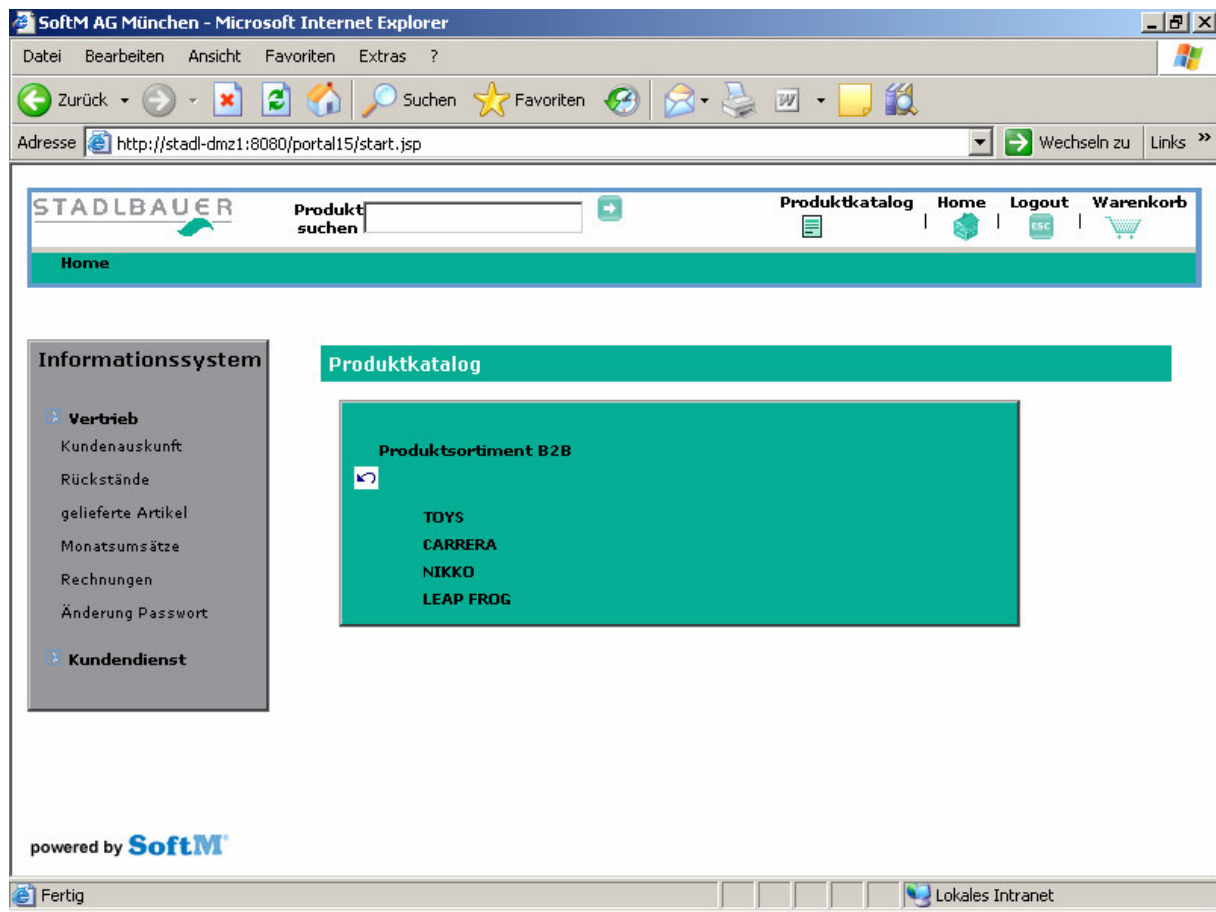 SoftM AG München - Microsoft Internet Explorer
Datei Bearbeiten Ansicht Favoriten Extras ?
Zurück Suchen Favoriten
Adresse http://stadl-dmz1:8080/portal15/start.jsp Wechseln zu Links »
STADLBAUER Produkt suchen Produktkatalog | Home | Logout | Warenkorb
ESC
Home
Informationssystem
Vertrieb
Kundenauskunft
Rückstände
gelieferte Artikel
Monatsumsätze
Rechnungen
Änderung Passwort
Kundendienst
Produktkatalog
Produktsortiment B2B
TOYS
CARRERA
NIKKO
LEAP FROG
powered by SoftM
Fertig Lokales Intranet